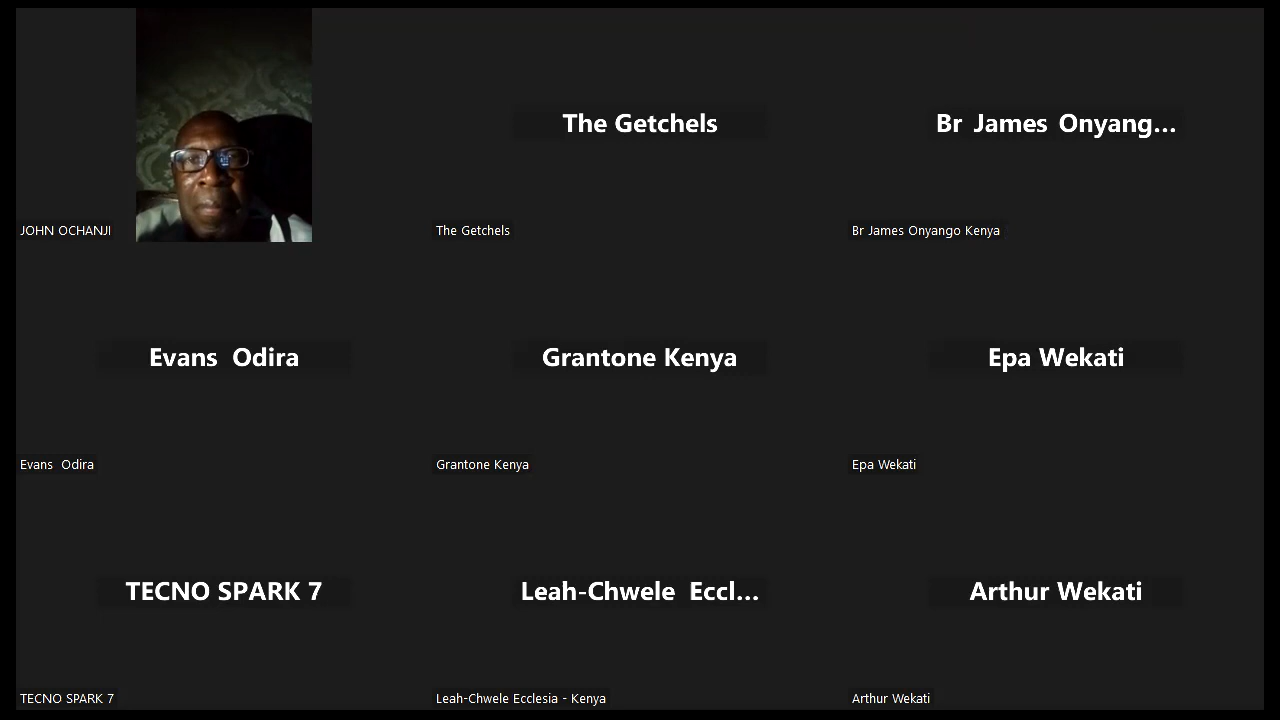 The Getchels
Br James Onyang...
JOHN OCHANJI
The Getchels
Br James Onyango Kenya
Evans Odira
Grantone Kenya
Epa Wekati
Evans Odira
Grantone Kenya
Epa Wekati
TECNO SPARK 7
Leah-Chwele Eccl...
Arthur Wekati
TECNO SPARK 7
Leah-Chwele Ecclesia - Kenya
Arthur Wekati